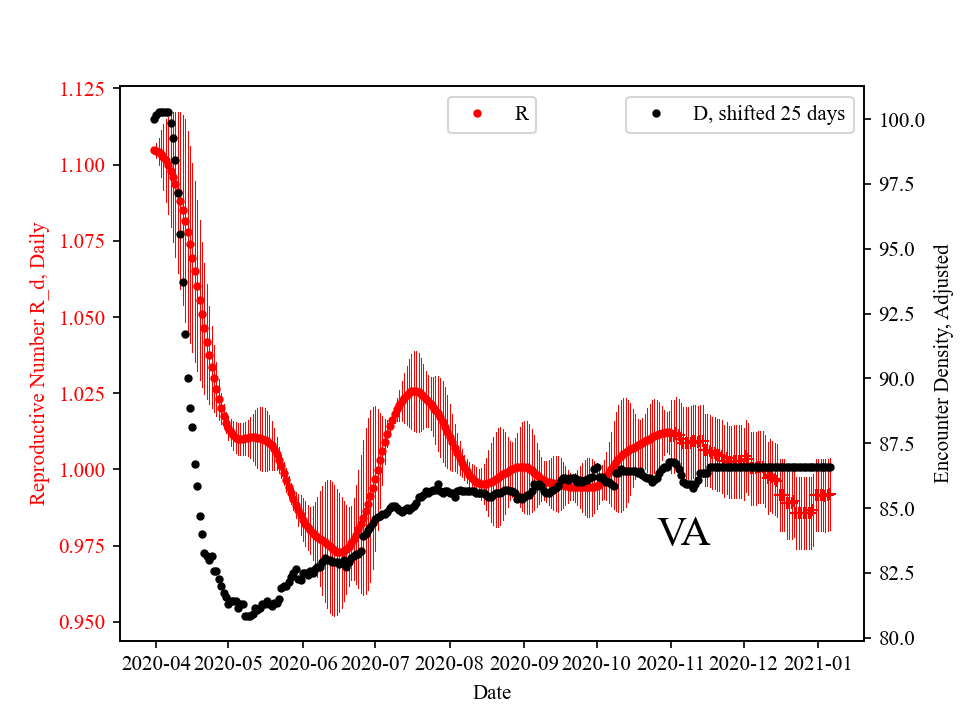 R
D, shifted 25 days
1.125
1.100
1.075
1.050
1.025
1.000
0.975
0.950
Reproductive Number R_d, Daily
100.0
97.5
95.0
92.5
90.0
87.5
85.0
82.5
80.0
Encounter Density, Adjusted
VA
2020-04 2020-05 2020-06 2020-07 2020-08 2020-09 2020-10 2020-11 2020-12 2021-01
Date